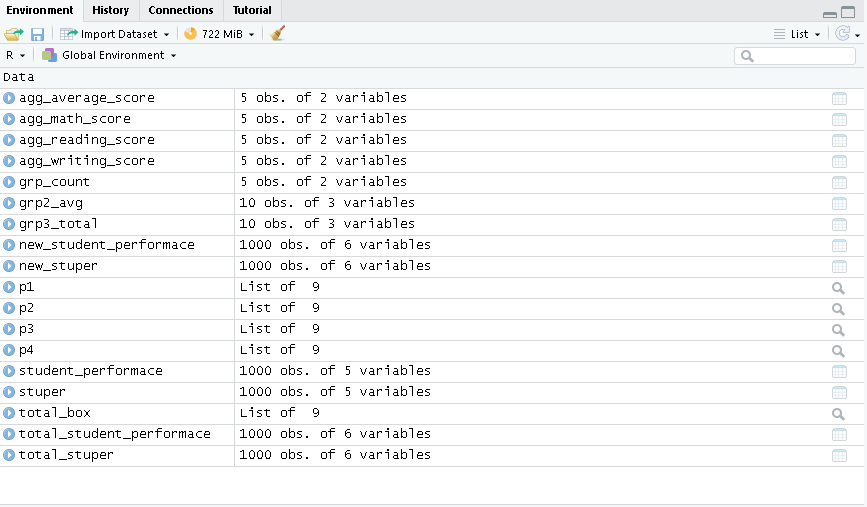 Environment History Connections Tutorial
Import Dataset 722 MiB List
R Global Environment
Data
agg_average_score 5 obs. of 2 variables
agg_math_score 5 obs. of 2 variables
agg_reading_score 5 obs. of 2 variables
agg_writing_score 5 obs. of 2 variables
grp_count 5 obs. of 2 variables
grp2_avg 10 obs. of 3 variables
grp3_total 10 obs. of 3 variables
new_student_performace 1000 obs. of 6 variables
new_stuper 1000 obs. of 6 variables
p1 List of 9
p2 List of 9
p3 List of 9
p4 List of 9
student_performace 1000 obs. of 5 variables
stuper 1000 obs. of 5 variables
total_box List of 9
total_student_performace 1000 obs. of 6 variables
total_stuper 1000 obs. of 6 variables